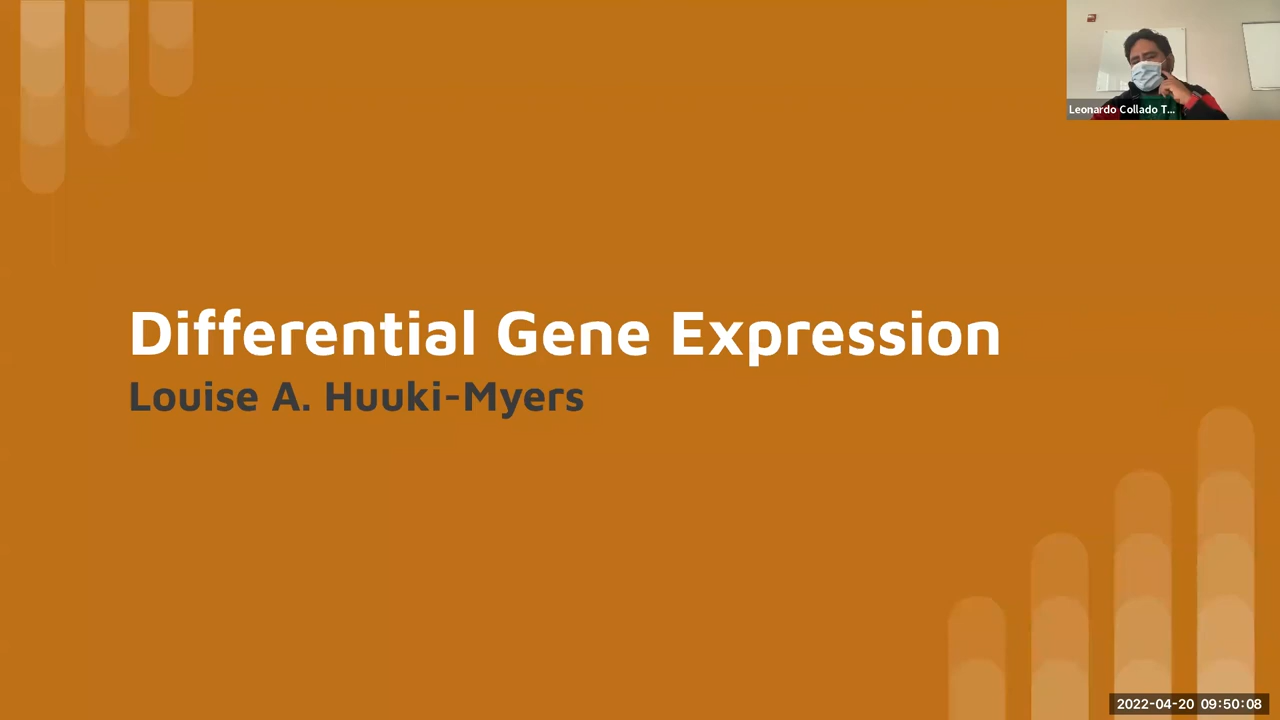 Leonardo Collado T...
Differential Gene Expression
Louise A. Huuki-Myers
2022-04-20 09:50:08